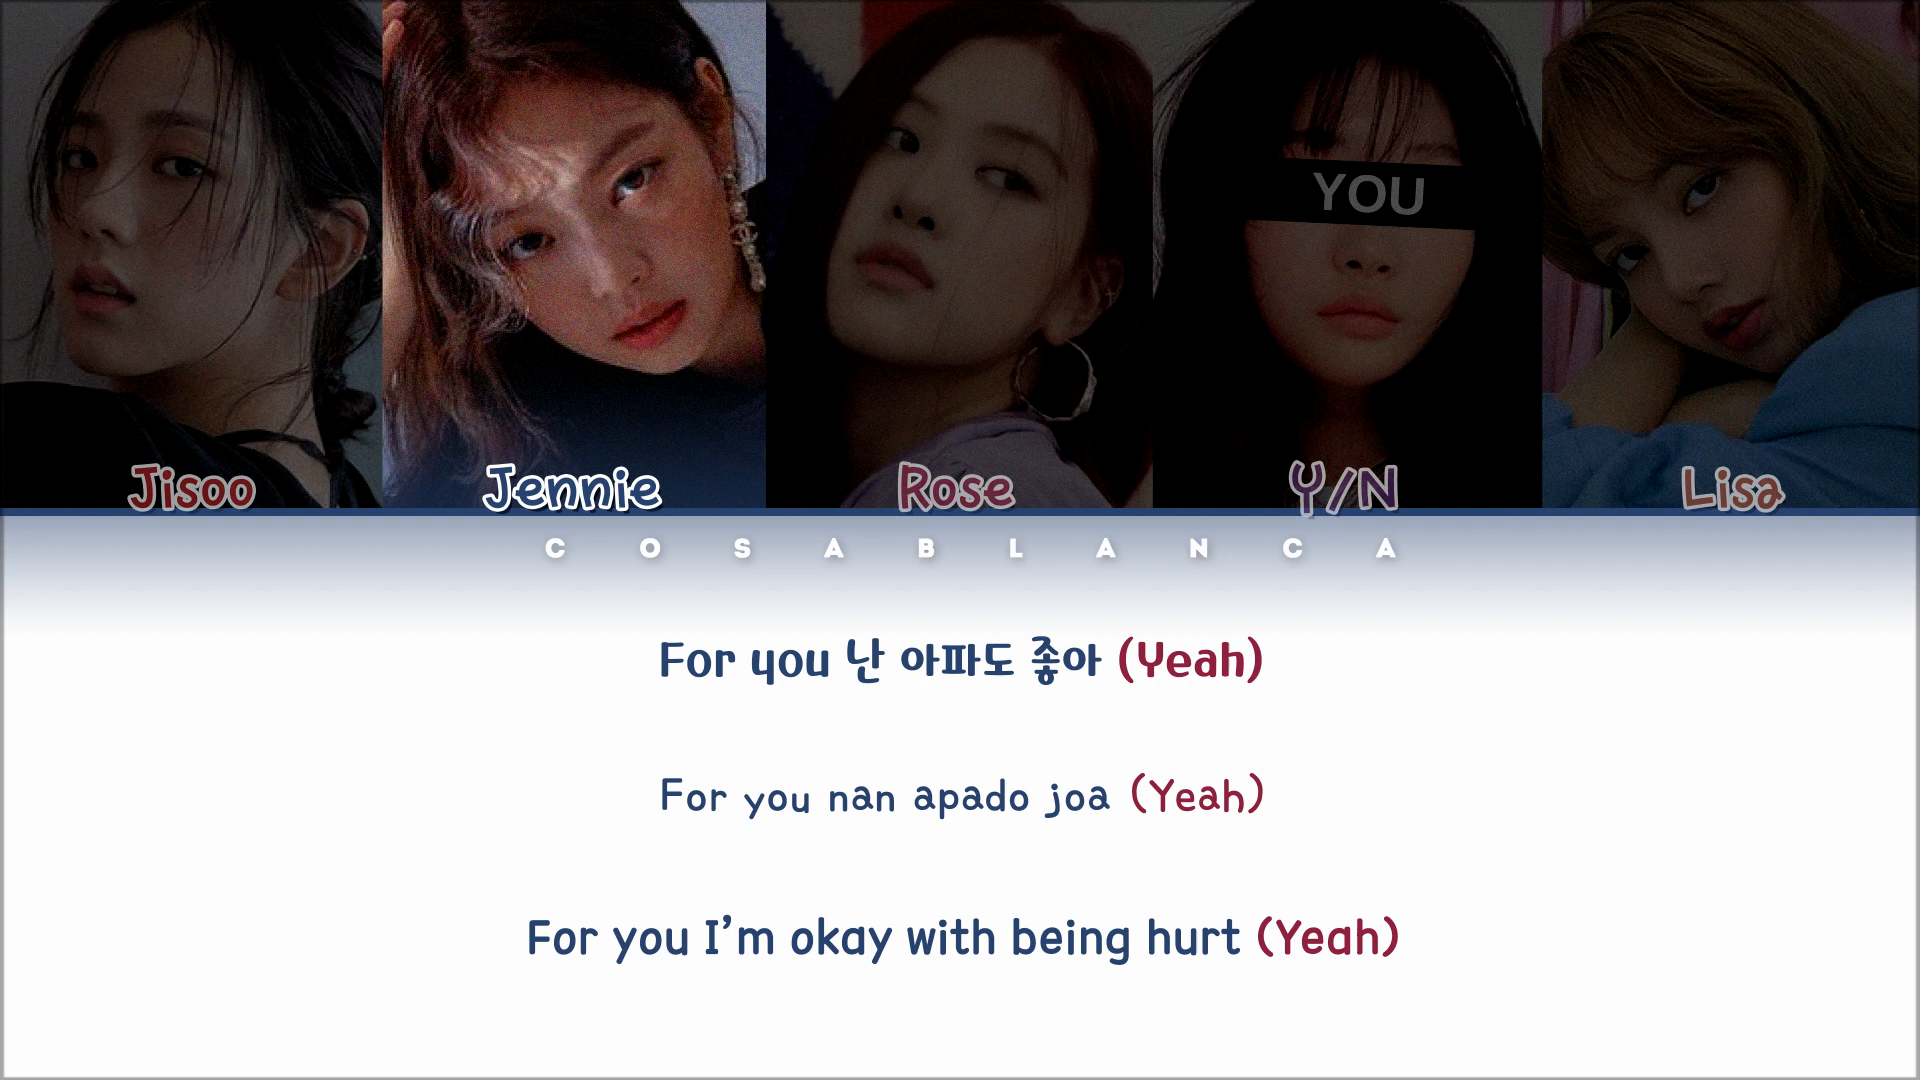 YOU
Jisoo Jennie Rose Y/N Lisa
COSABLANCA
For you 난 아파도 좋아 (Yeah)
For you nan apado joa (Yeah)
For you I'm okay with being hurt (Yeah)